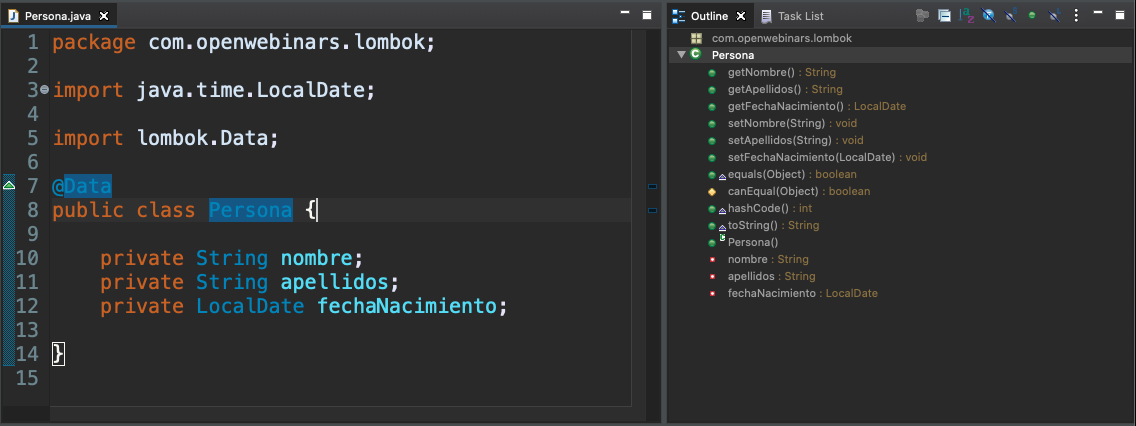 Persona.java
1 package com.openwebinars.lombok;
2
3 import java.time.LocalDate;
4
5 import lombok.Data;
6
7 @Data
8 public class Persona {
9
10 private String nombre;
11 private String apellidos;
12 private LocalDate fechaNacimiento;
13
14 }
15
Outline Task List
com.openwebinars.lombok
Persona
getNombre() : String
getApellidos() : String
getFechaNacimiento() : LocalDate
setNombre(String) : void
setApellidos(String) : void
setFechaNacimiento(LocalDate) : void
equals(Object) : boolean
canEqual(Object) : boolean
hashCode() : int
toString() : String
Persona()
nombre : String
apellidos : String
fechaNacimiento : LocalDate